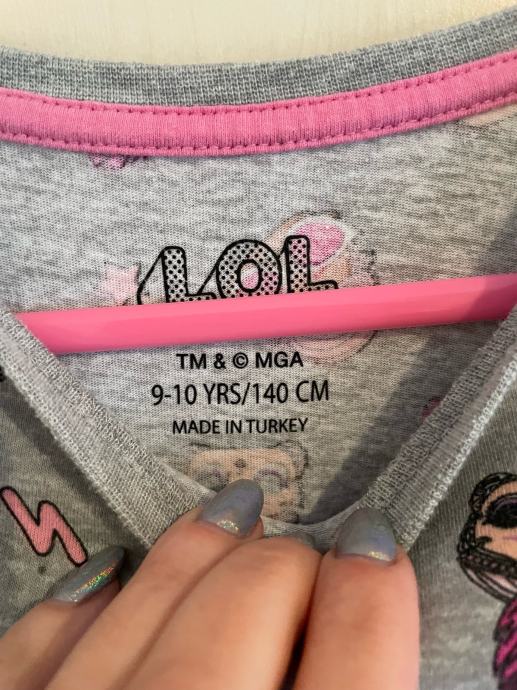 LOL
TM & © MGA
9-10 YRS/140 CM
MADE IN TURKEY